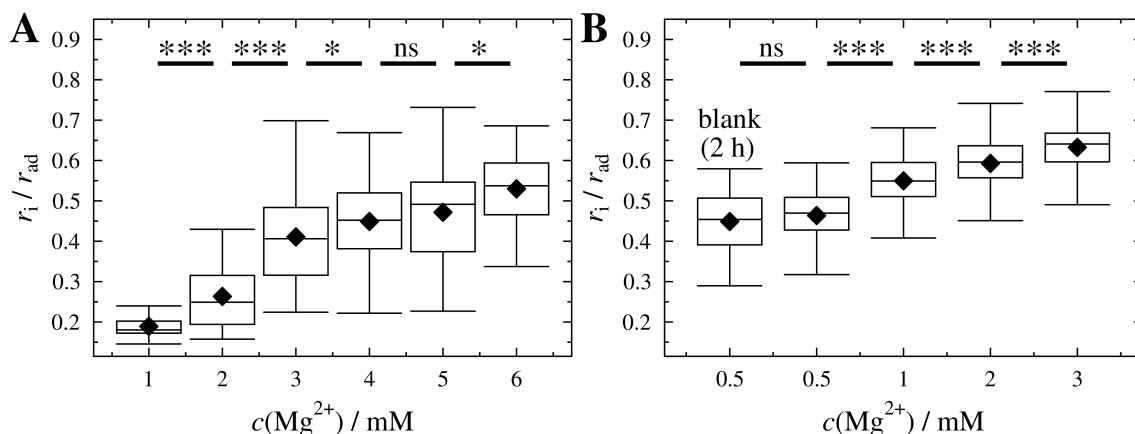 A
B
*** *** * ns *
ns *** *** ***
0.9
0.8
0.7
0.6
0.5
0.4
0.3
0.2
r_i / r_ad
1 2 3 4 5 6
c(Mg²⁺) / mM
0.9
0.8
0.7
0.6
0.5
0.4
0.3
0.2
r_i / r_ad
blank
(2 h)
0.5 0.5 1 2 3
c(Mg²⁺) / mM